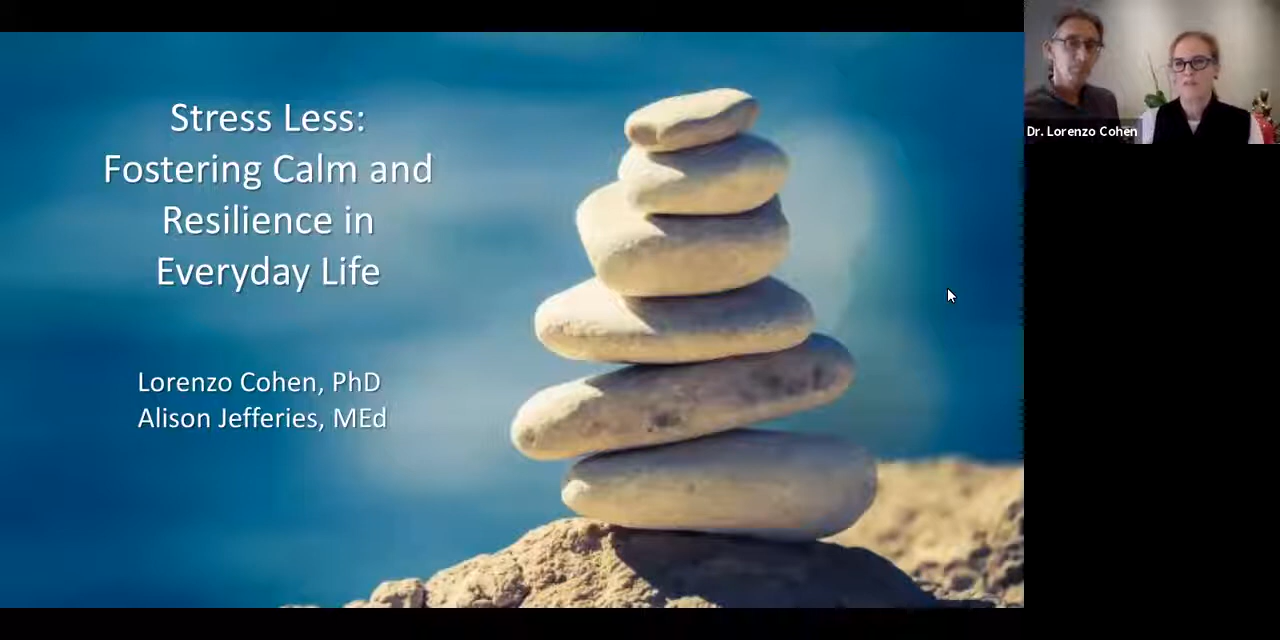 Stress Less:
Fostering Calm and
Resilience in
Everyday Life
Lorenzo Cohen, PhD
Alison Jefferies, MEd
Dr. Lorenzo Cohen